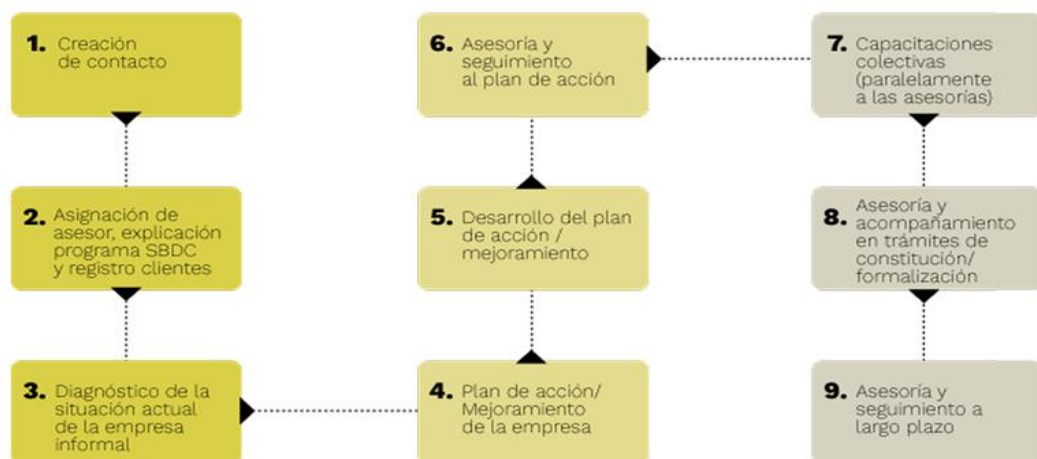 1. Creación
de contacto
2. Asignación de
asesor, explicación
programa SBDC
y registro clientes
3. Diagnóstico de la
situación actual
de la empresa
informal
4. Plan de acción/
Mejoramiento
de la empresa
5. Desarrollo del plan
de acción /
mejoramiento
6. Asesoría y
seguimiento
al plan de acción
7. Capacitaciones
colectivas
(paralelamente
a las asesorías)
8. Asesoría y
acompañamiento
en trámites de
constitución/
formalización
9. Asesoría y
seguimiento a
largo plazo